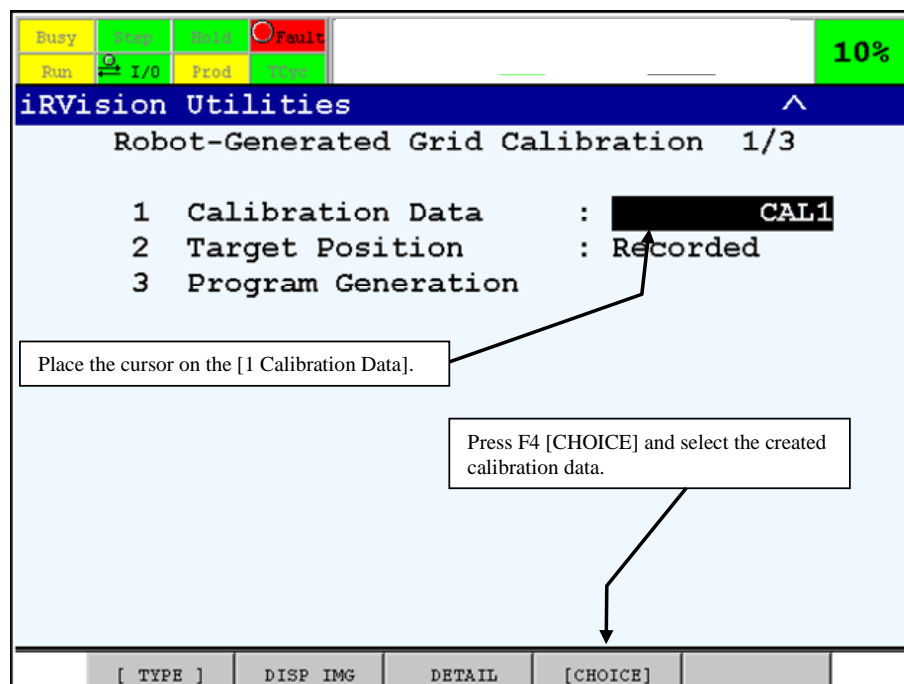 Busy Step Hold Fault
Run I/O Prod TCyc
10%
iRVision Utilities ^
Robot-Generated Grid Calibration 1/3
1 Calibration Data : CAL1
2 Target Position : Recorded
3 Program Generation
Place the cursor on the [1 Calibration Data].
Press F4 [CHOICE] and select the created
calibration data.
[ TYPE ] DISP IMG DETAIL [CHOICE]